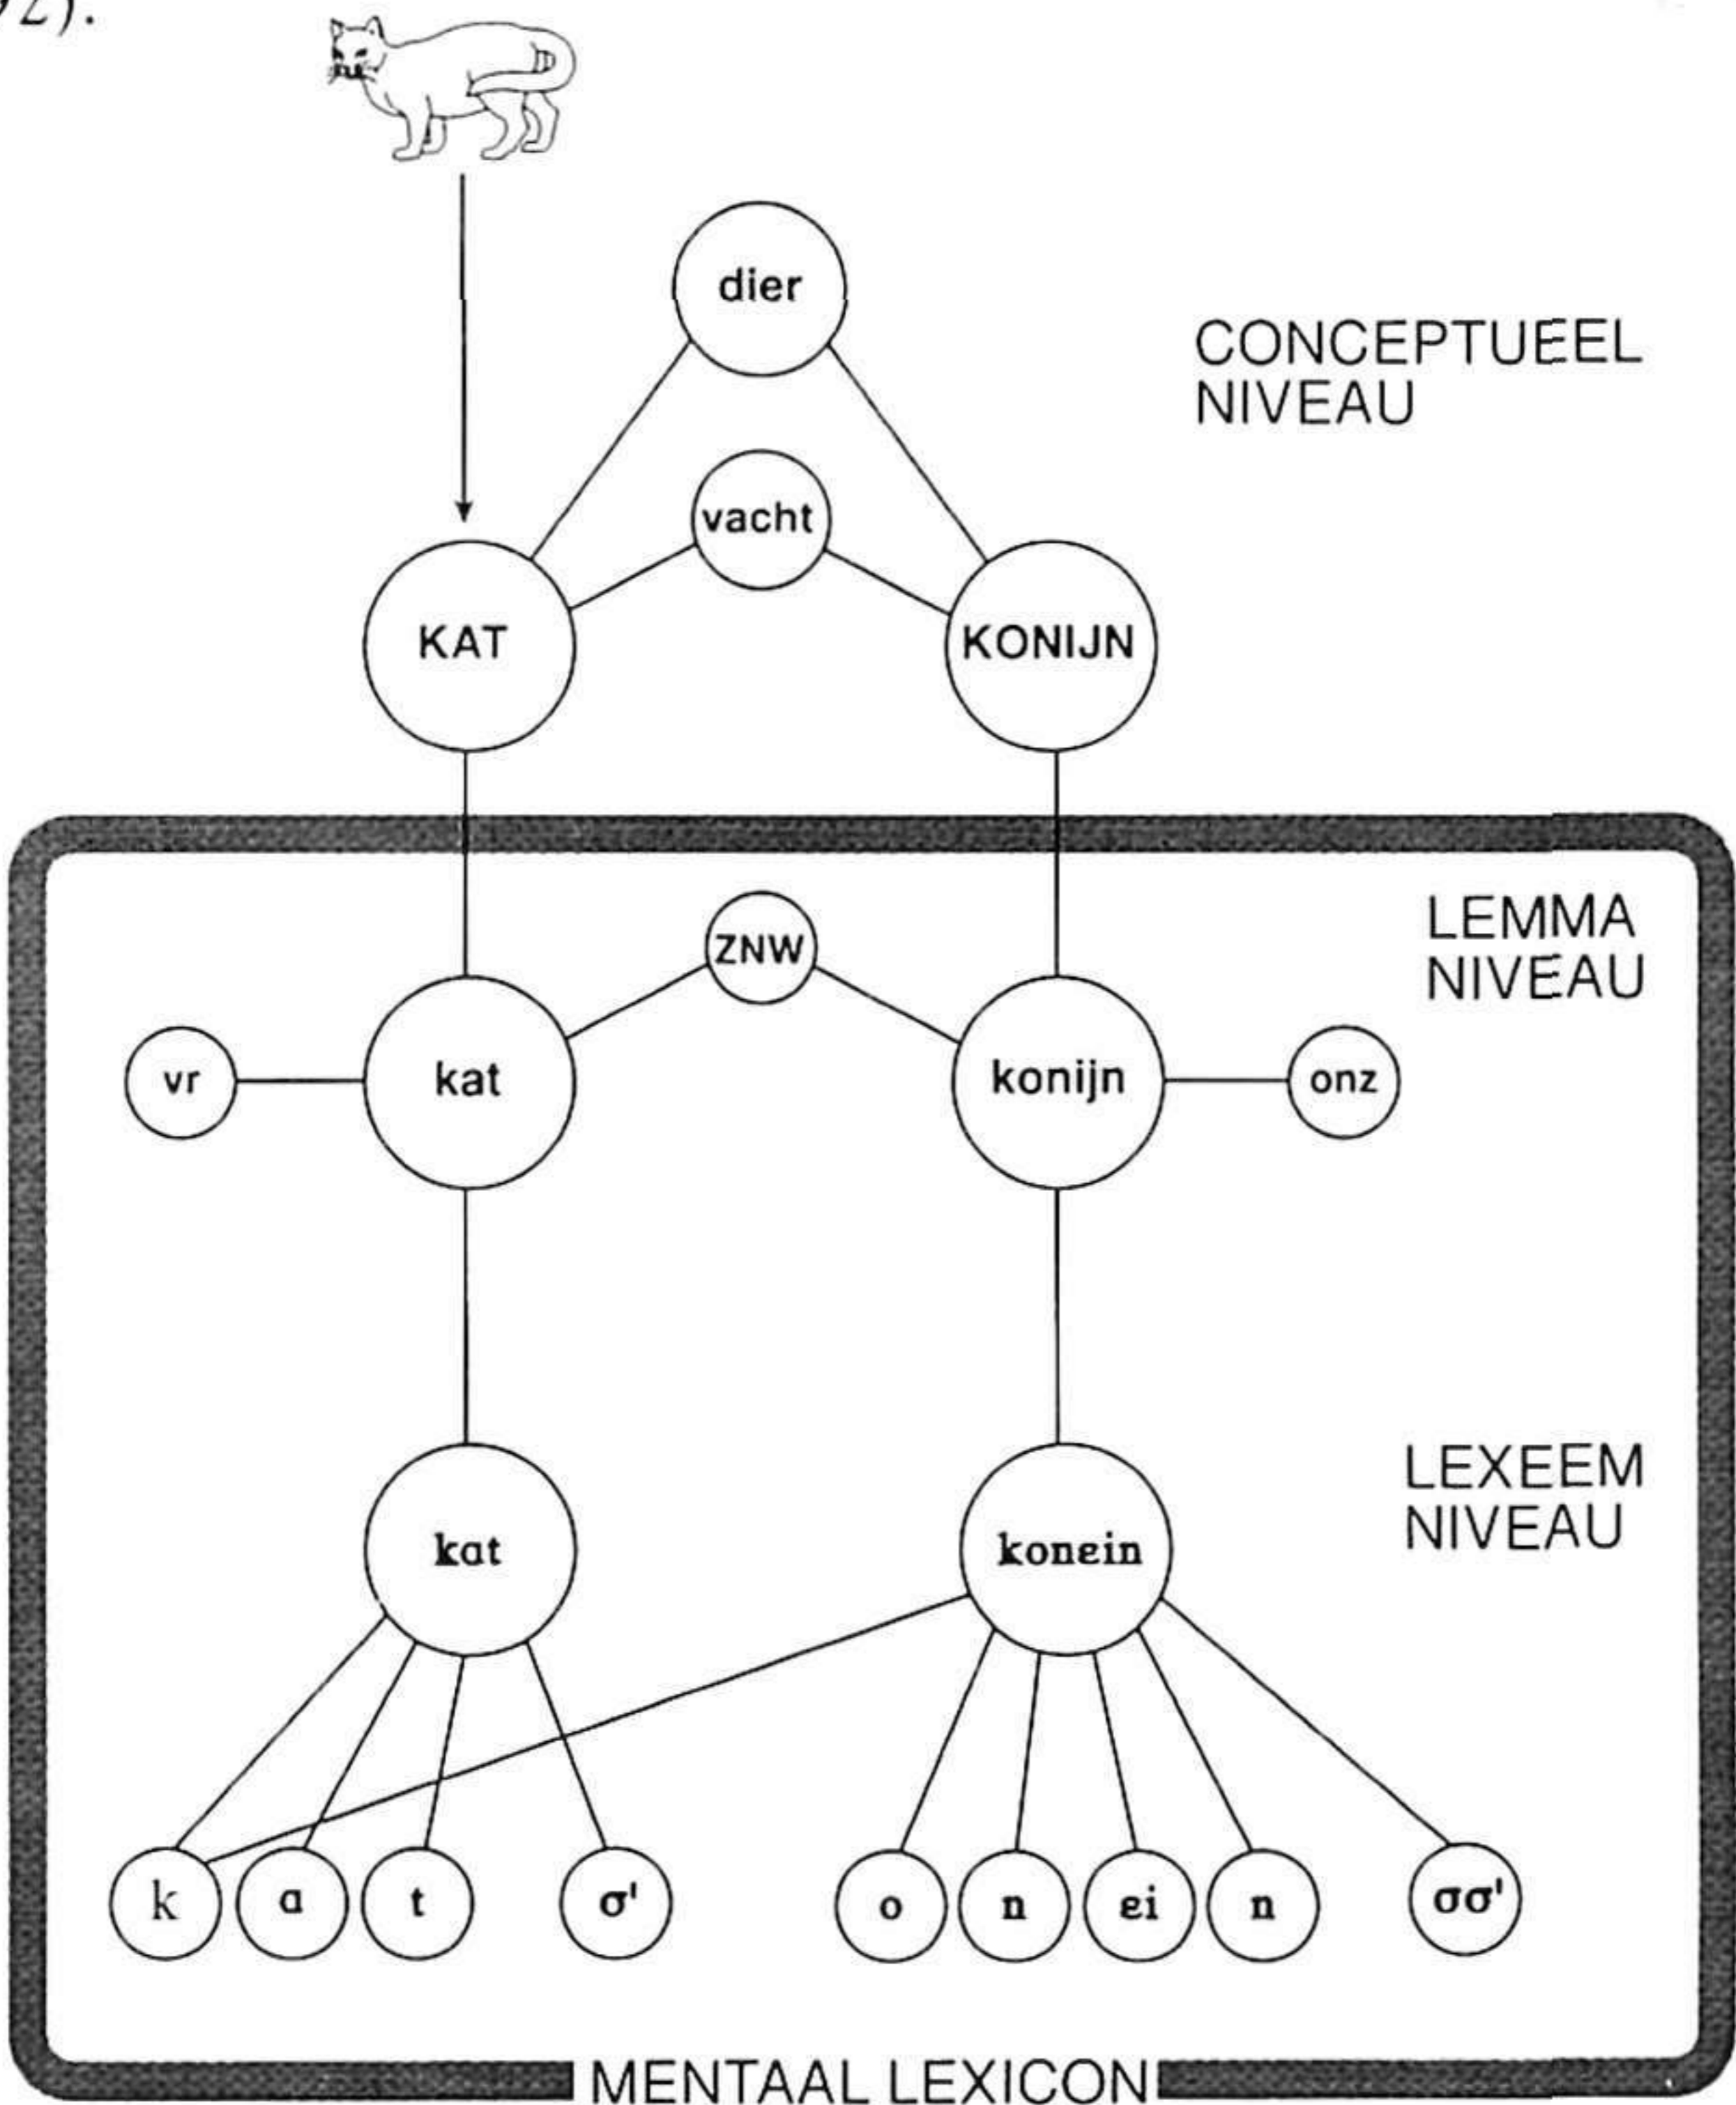 92).
dier
CONCEPTUEEL
NIVEAU
vacht
KAT
KONIJN
LEMMA
NIVEAU
ZNW
vr
kat
konijn
onz
LEXEEM
NIVEAU
kɑt
konɛin
k
ɑ
t
σ'
o
n
ɛi
n
σσ'
MENTAAL LEXICON